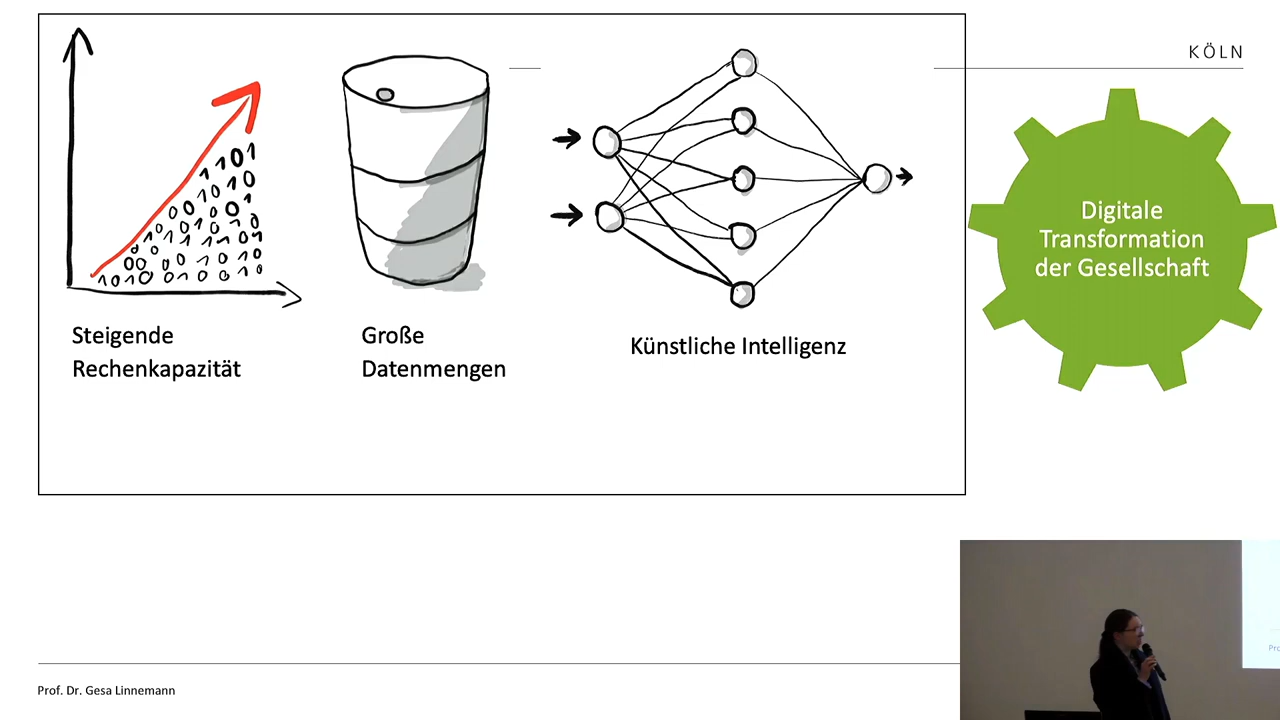 KÖLN
Steigende
Rechenkapazität
Große
Datenmengen
Künstliche Intelligenz
Digitale
Transformation
der Gesellschaft
Prof. Dr. Gesa Linnemann